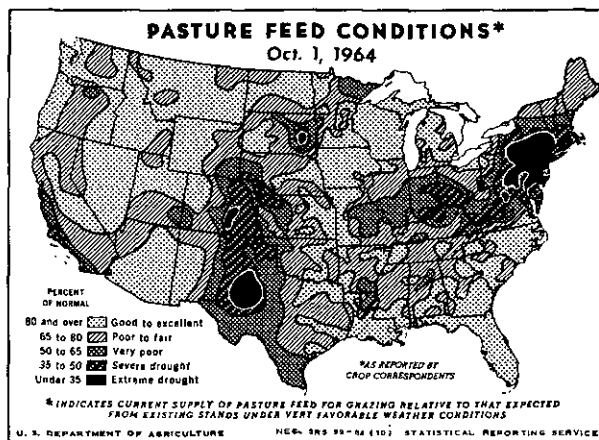 PASTURE FEED CONDITIONS*
Oct. 1, 1964
PERCENT
OF NORMAL
80 and over Good to excellent
65 to 80 Poor to fair
50 to 65 Very poor
35 to 50 Severe drought
Under 35 Extreme drought
*AS REPORTED BY
CROP CORRESPONDENTS
*INDICATES CURRENT SUPPLY OF PASTURE FEED FOR GRAZING RELATIVE TO THAT EXPECTED
FROM EXISTING STANDS UNDER VERY FAVORABLE WEATHER CONDITIONS
U. S. DEPARTMENT OF AGRICULTURE NEG. SRS (10) STATISTICAL REPORTING SERVICE